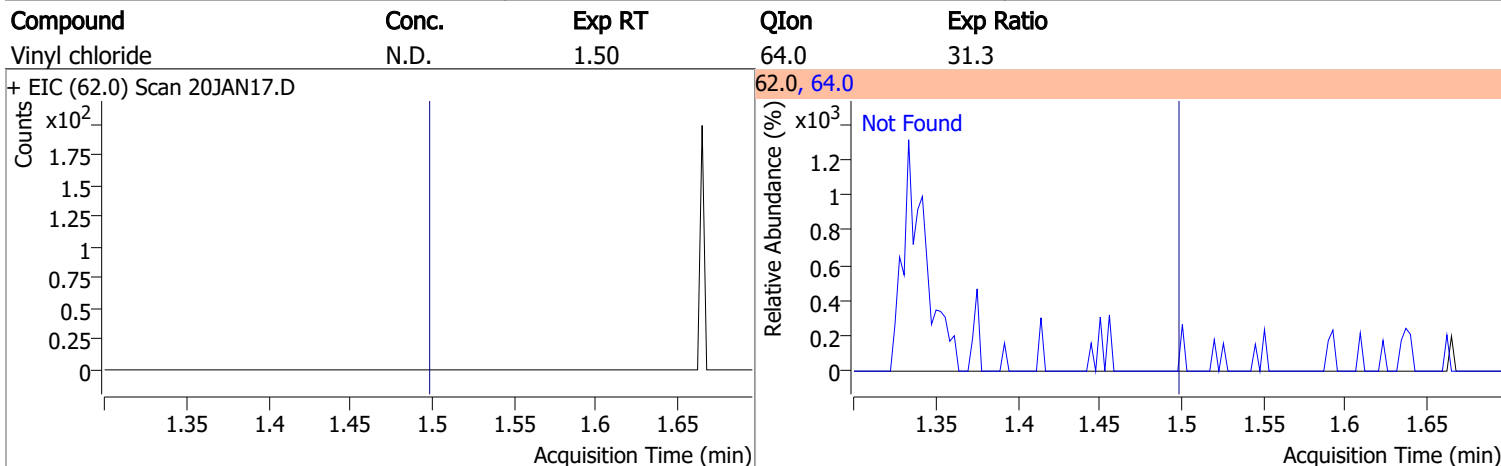 Compound Conc. Exp RT QIon Exp Ratio
Vinyl chloride N.D. 1.50 64.0 31.3
+ EIC (62.0) Scan 20JAN17.D
Counts
x10²
1.75
1.5
1.25
1
0.75
0.5
0.25
0
1.35 1.4 1.45 1.5 1.55 1.6 1.65
Acquisition Time (min)
62.0, 64.0
Relative Abundance (%)
x10³
Not Found
1.2
1
0.8
0.6
0.4
0.2
0
1.35 1.4 1.45 1.5 1.55 1.6 1.65
Acquisition Time (min)